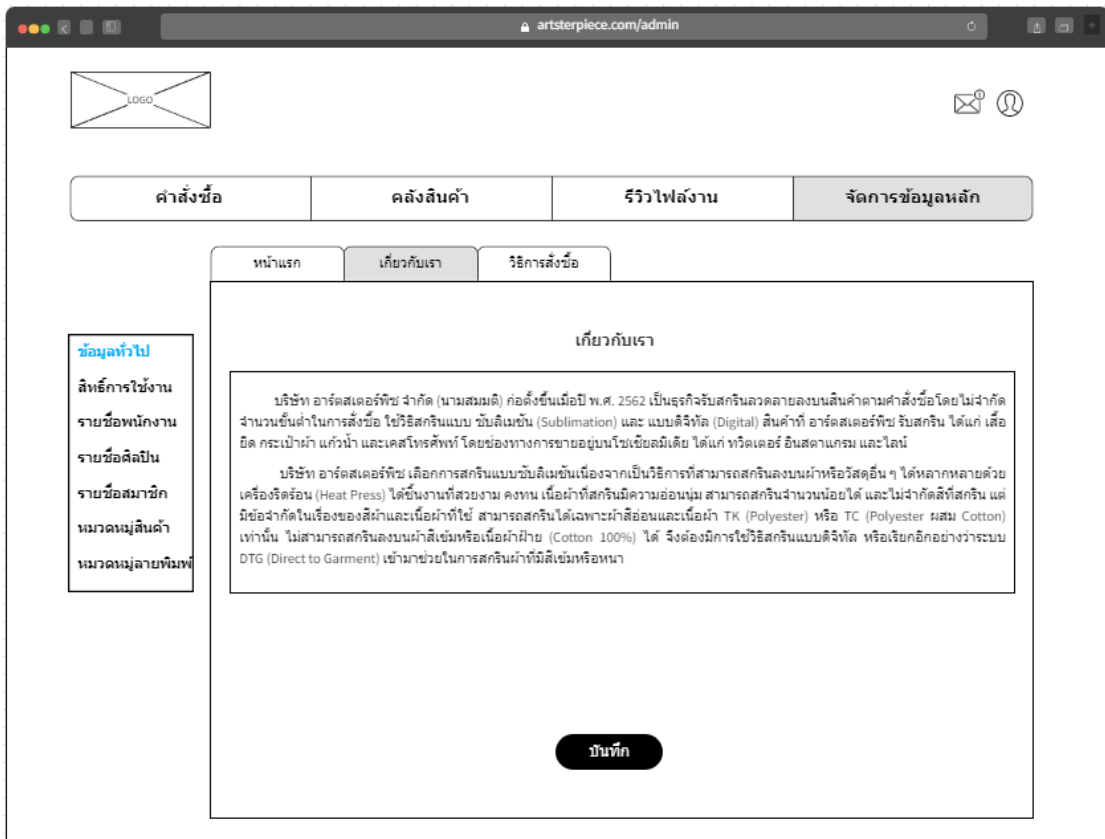 artsterpiece.com/admin
LOGO
1
คำสั่งซื้อ
คลังสินค้า
รีวิวไฟล์งาน
จัดการข้อมูลหลัก
หน้าแรก
เกี่ยวกับเรา
วิธีการสั่งซื้อ
ข้อมูลทั่วไป
สิทธิ์การใช้งาน
รายชื่อพนักงาน
รายชื่อศิลปิน
รายชื่อสมาชิก
หมวดหมู่สินค้า
หมวดหมู่ลายพิมพ์
เกี่ยวกับเรา
บริษัท อาร์ตสเตอร์พีซ จำกัด (นามสมมติ) ก่อตั้งขึ้นเมื่อปี พ.ศ. 2562 เป็นธุรกิจรับสกรีนลวดลายลงบนสินค้าตามคำสั่งซื้อโดยไม่จำกัด
จำนวนขั้นต่ำในการสั่งซื้อ ใช้วิธีสกรีนแบบ ซับลิเมชัน (Sublimation) และ แบบดิจิทัล (Digital) สินค้าที่ อาร์ตสเตอร์พีซ รับสกรีน ได้แก่ เสื้อ
ยืด กระเป๋าผ้า แก้วน้ำ และเคสโทรศัพท์ โดยช่องทางการขายอยู่บนโซเชียลมีเดีย ได้แก่ ทวิตเตอร์ อินสตาแกรม และไลน์
บริษัท อาร์ตสเตอร์พีซ เลือกการสกรีนแบบซับลิเมชันเนื่องจากเป็นวิธีการที่สามารถสกรีนลงบนผ้าหรือวัสดุอื่น ๆ ได้หลากหลายด้วย
เครื่องรีดร้อน (Heat Press) ได้ชิ้นงานที่สวยงาม คงทน เนื้อผ้าที่สกรีนมีความอ่อนนุ่ม สามารถสกรีนจำนวนน้อยได้ และไม่จำกัดสีที่สกรีน แต่
มีข้อจำกัดในเรื่องของสีผ้าและเนื้อผ้าที่ใช้ สามารถสกรีนได้เฉพาะผ้าสีอ่อนและเนื้อผ้า TK (Polyester) หรือ TC (Polyester ผสม Cotton)
เท่านั้น ไม่สามารถสกรีนลงบนผ้าสีเข้มหรือเนื้อผ้าฝ้าย (Cotton 100%) ได้ จึงต้องมีการใช้วิธีสกรีนแบบดิจิทัล หรือเรียกอีกอย่างว่าระบบ
DTG (Direct to Garment) เข้ามาช่วยในการสกรีนผ้าที่มีสีเข้มหรือหนา
บันทึก